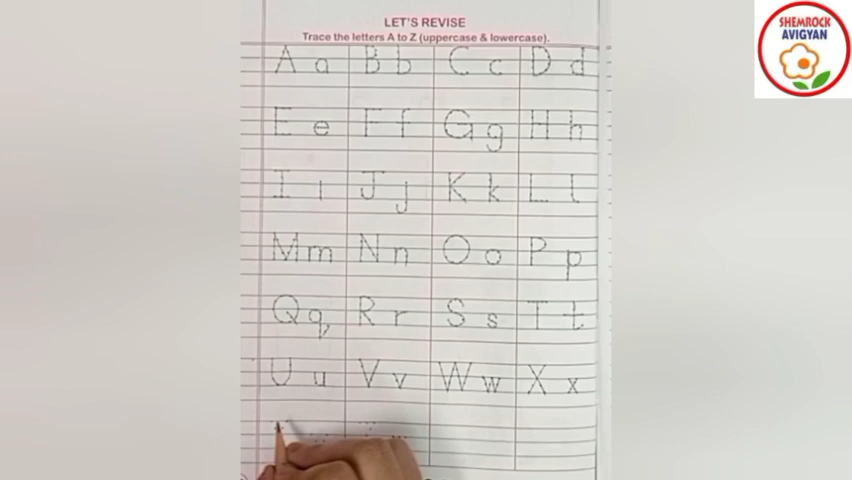 LET'S REVISE
Trace the letters A to Z (uppercase & lowercase).
A a B b C c D d
E e F f G g H h
I i J j K k L l
M m N n O o P p
Q q R r S s T t
U u V v W w X x
SHEMROCK
AVIGYAN